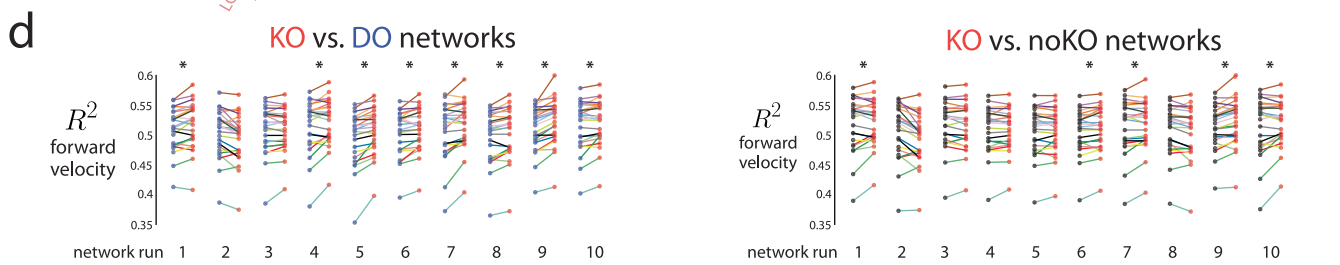 d
LC
KO vs. DO networks
* * * * * * * *
R²
forward
velocity
0.6
0.55
0.5
0.45
0.4
0.35
network run 1 2 3 4 5 6 7 8 9 10
KO vs. noKO networks
* * * * *
R²
forward
velocity
0.6
0.55
0.5
0.45
0.4
0.35
network run 1 2 3 4 5 6 7 8 9 10